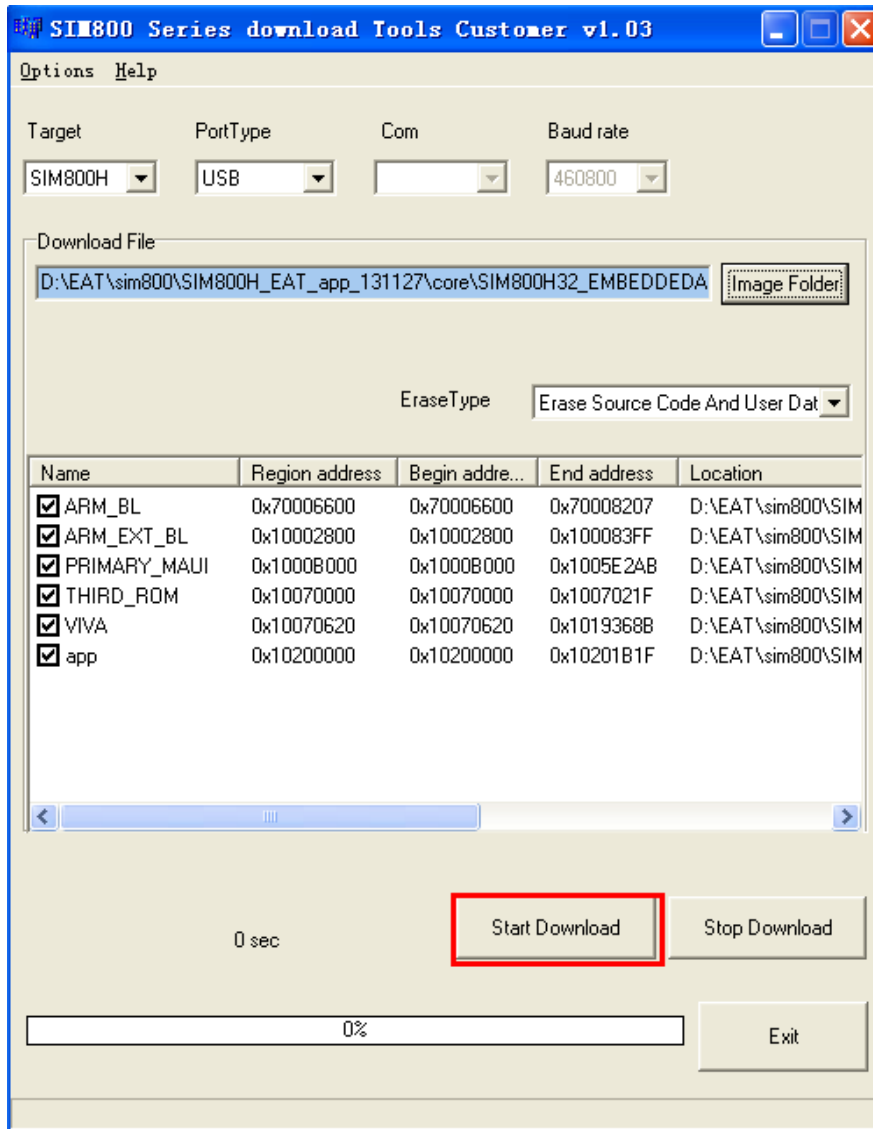 SIM800 Series download Tools Customer v1.03
Options Help
Target PortType Com Baud rate
SIM800H USB 460800
Download File
D:\EAT\sim800\SIM800H_EAT_app_131127\core\SIM800H32_EMBEDDEDA Image Folder
EraseType Erase Source Code And User Dat
Name Region address Begin addre... End address Location
ARM_BL 0x70006600 0x70006600 0x70008207 D:\EAT\sim800\SIM
ARM_EXT_BL 0x10002800 0x10002800 0x100083FF D:\EAT\sim800\SIM
PRIMARY_MAUI 0x1000B000 0x1000B000 0x1005E2AB D:\EAT\sim800\SIM
THIRD_ROM 0x10070000 0x10070000 0x1007021F D:\EAT\sim800\SIM
VIVA 0x10070620 0x10070620 0x1019368B D:\EAT\sim800\SIM
app 0x10200000 0x10200000 0x10201B1F D:\EAT\sim800\SIM
0 sec Start Download Stop Download
0% Exit